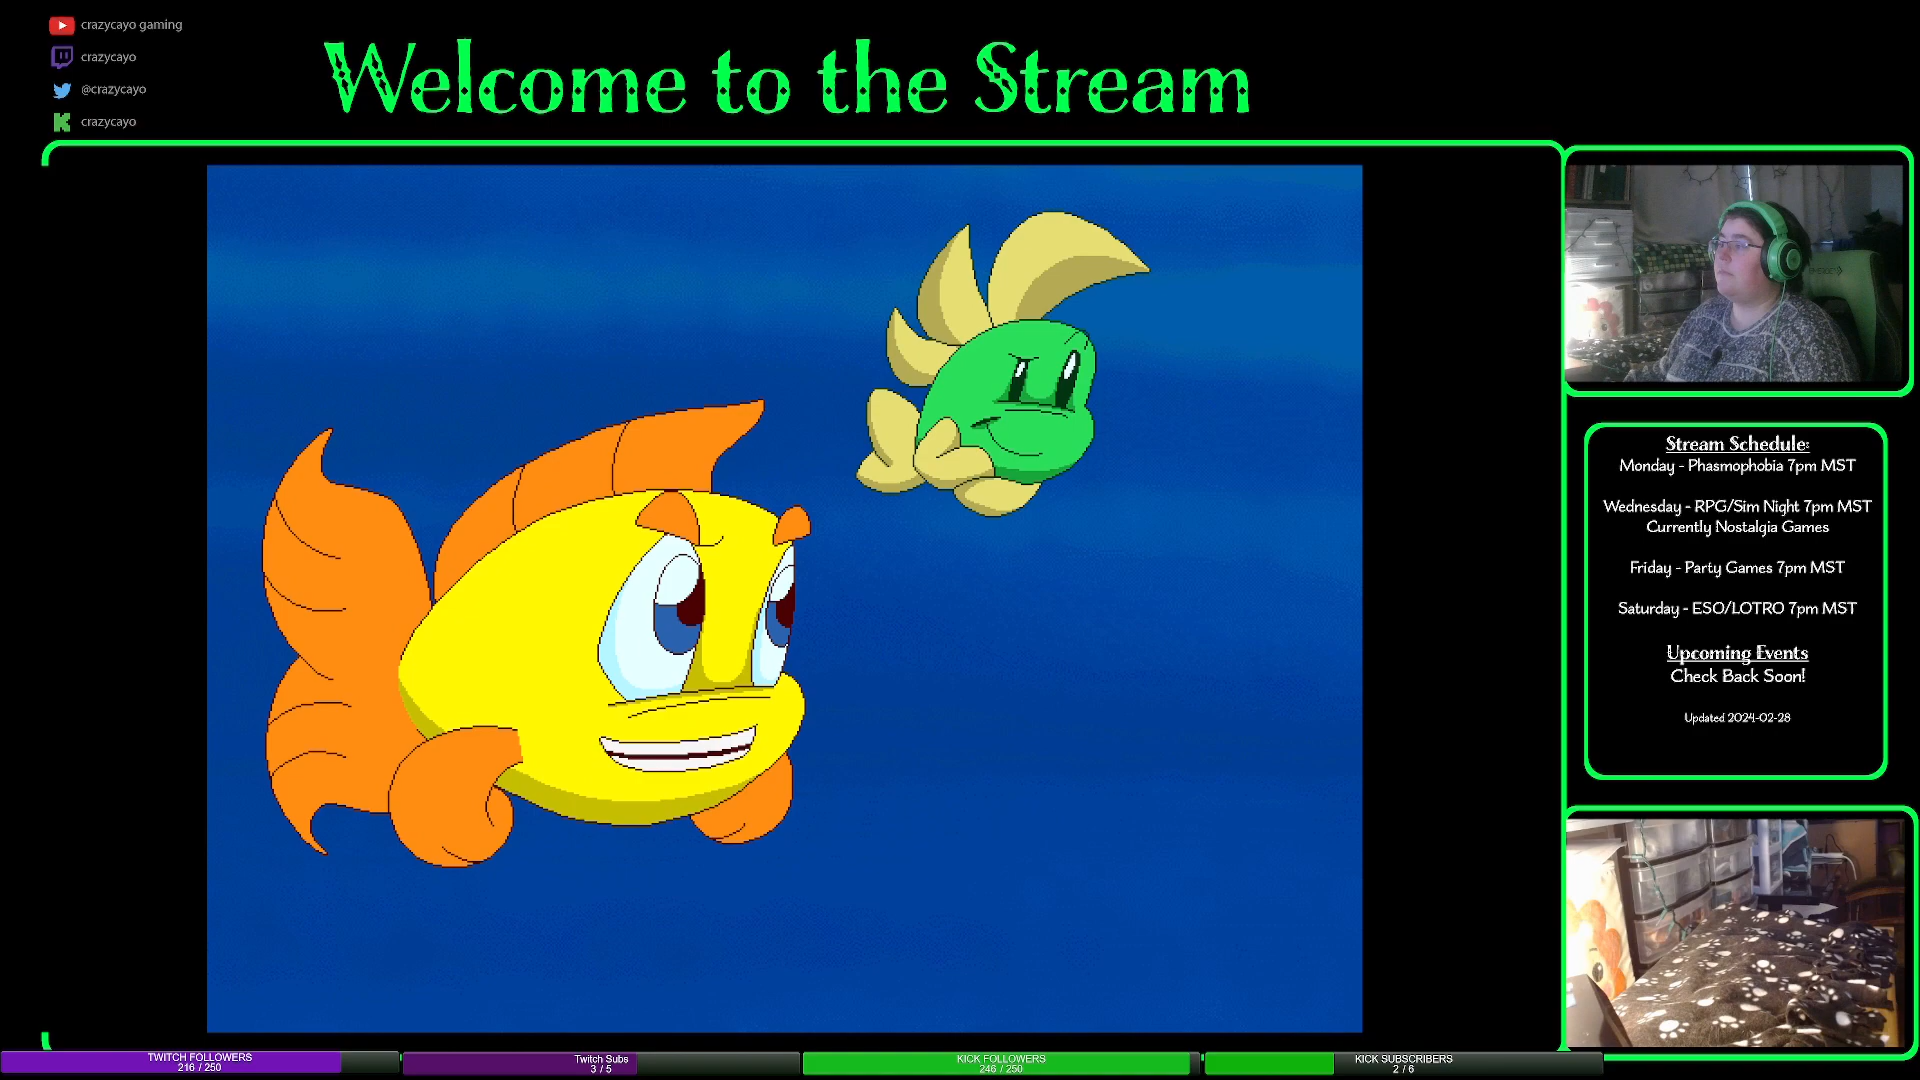 crazycayo gaming
crazycayo
@crazycayo
crazycayo
Welcome to the Stream
Stream Schedule:
Monday - Phasmophobia 7pm MST
Wednesday - RPG/Sim Night 7pm MST
Currently Nostalgia Games
Friday - Party Games 7pm MST
Saturday - ESO/LOTRO 7pm MST
Upcoming Events
Check Back Soon!
Updated 2024-02-28
TWITCH FOLLOWERS
216 / 250
Twitch Subs
3 / 5
KICK FOLLOWERS
246 / 250
KICK SUBSCRIBERS
2 / 6